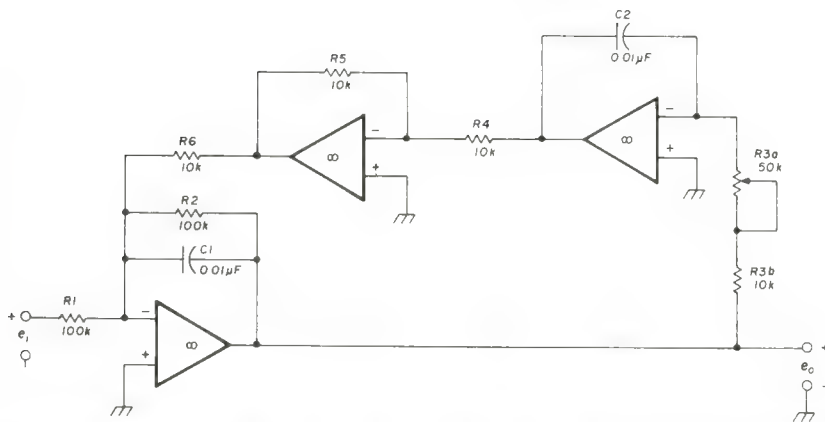 C2
0.01µF
R5
10k
R4
10k
R6
10k
R3a
50k
R2
100k
C1
0.01µF
R3b
10k
R1
100k
e₁
e₀
∞
∞
∞
+
-
+
-
+
-
+
+
-